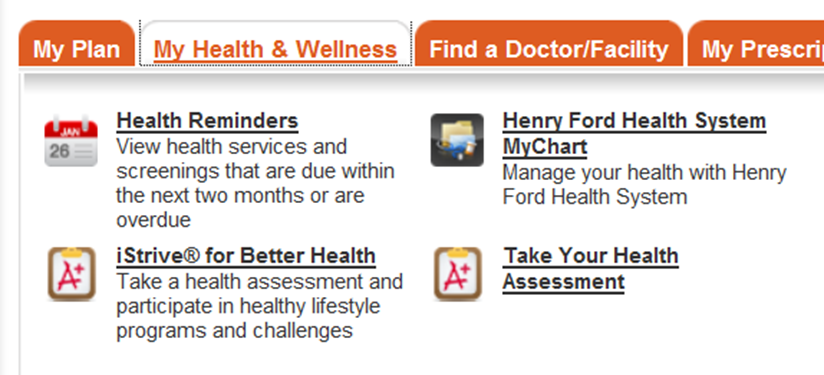 My Plan My Health & Wellness Find a Doctor/Facility My Prescri
JAN
26
Health Reminders
View health services and
screenings that are due within
the next two months or are
overdue
Henry Ford Health System
MyChart
Manage your health with Henry
Ford Health System
A+
iStrive® for Better Health
Take a health assessment and
participate in healthy lifestyle
programs and challenges
A+
Take Your Health
Assessment